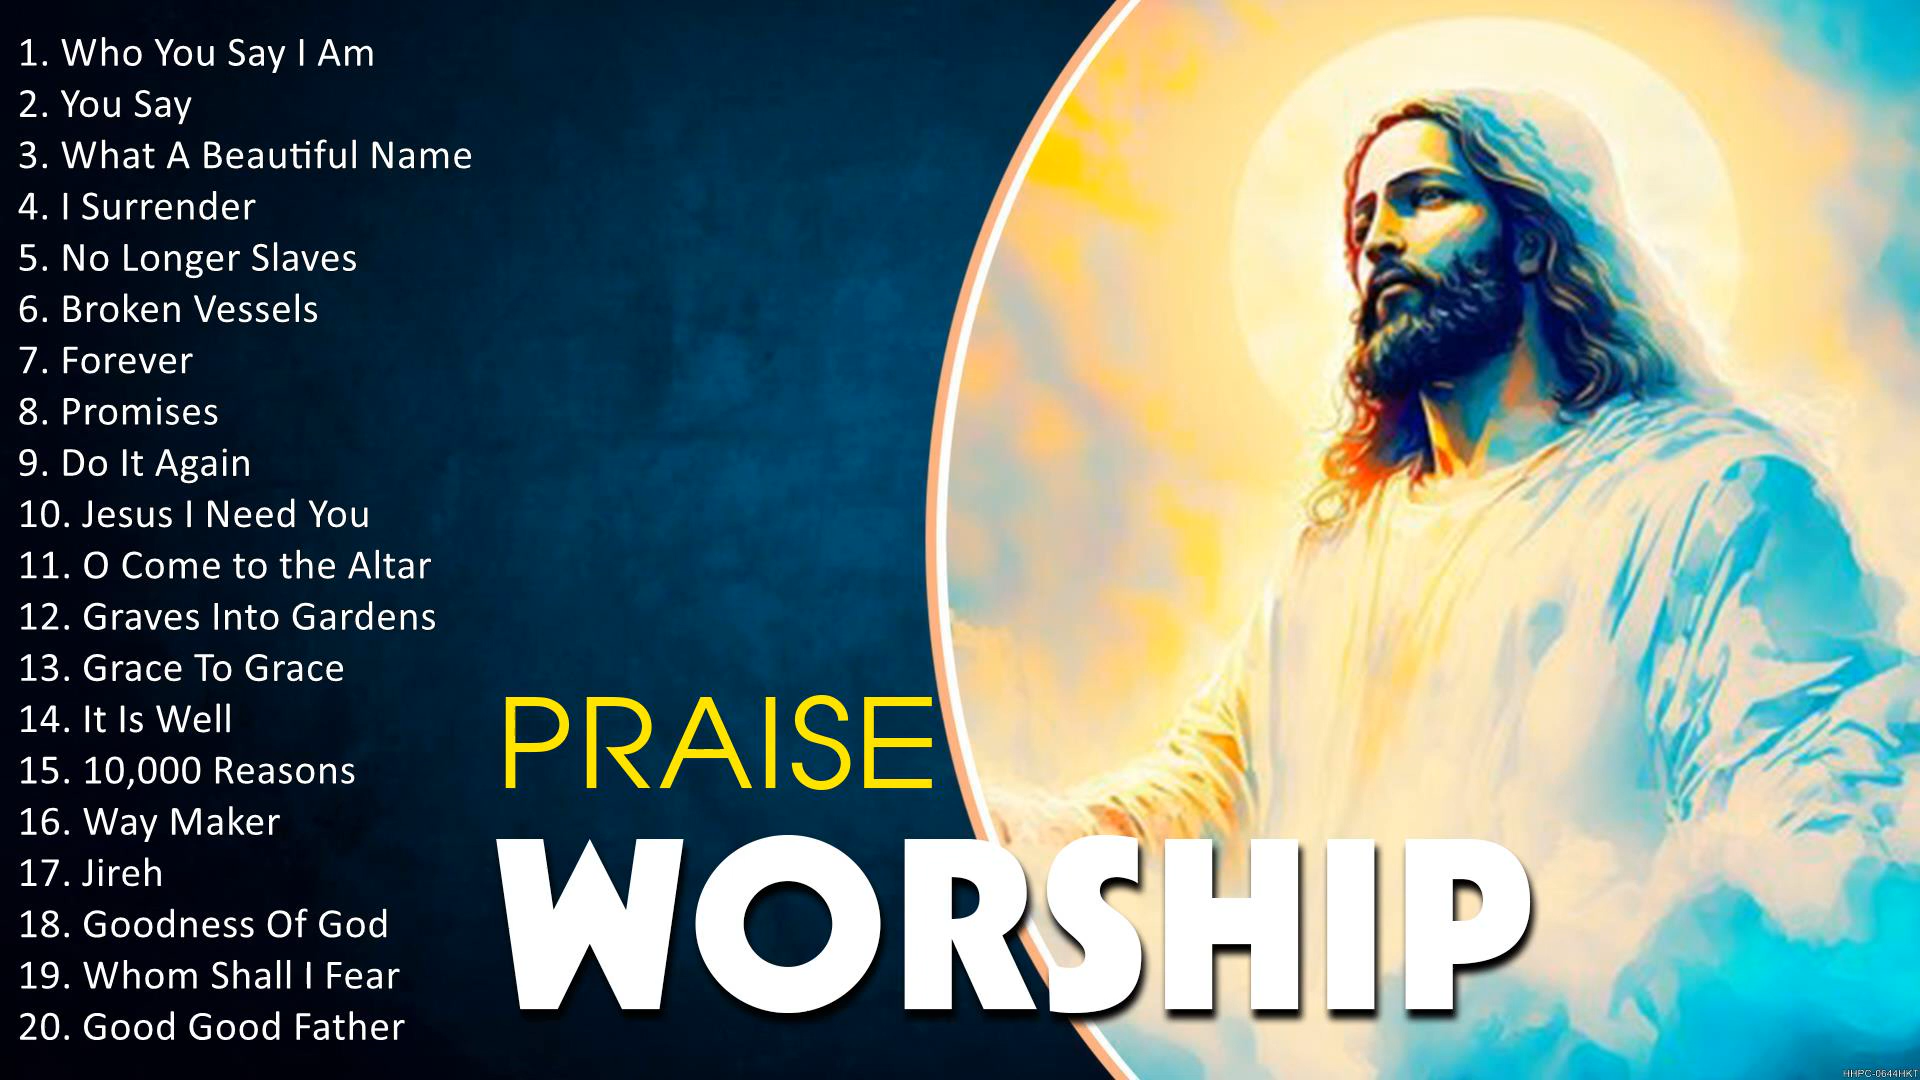 1. Who You Say I Am
2. You Say
3. What A Beautiful Name
4. I Surrender
5. No Longer Slaves
6. Broken Vessels
7. Forever
8. Promises
9. Do It Again
10. Jesus I Need You
11. O Come to the Altar
12. Graves Into Gardens
13. Grace To Grace
14. It Is Well
15. 10,000 Reasons
16. Way Maker
17. Jireh
18. Goodness Of God
19. Whom Shall I Fear
20. Good Good Father
PRAISE
WORSHIP
HHPC-0644HKT